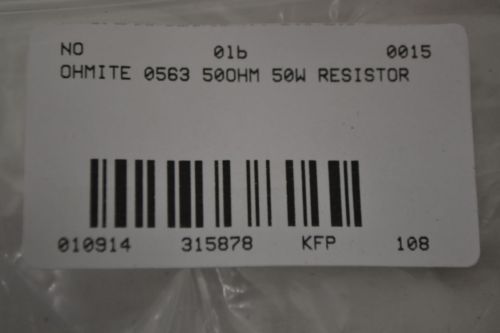 NO 01b 0015
OHMITE 0563 50OHM 50W RESISTOR
010914 315878 KFP 108